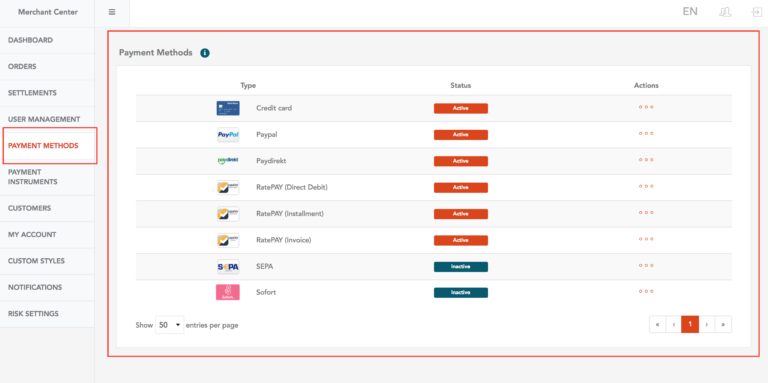 Merchant Center
EN
DASHBOARD
ORDERS
SETTLEMENTS
USER MANAGEMENT
PAYMENT METHODS
PAYMENT
INSTRUMENTS
CUSTOMERS
MY ACCOUNT
CUSTOM STYLES
NOTIFICATIONS
RISK SETTINGS
Payment Methods
Type Status Actions
Credit card Active
PayPal Paypal Active
paydirekt Paydirekt Active
RatePAY (Direct Debit) Active
RatePAY (Installment) Active
RatePAY (Invoice) Active
SEPA SEPA Inactive
Sofort Inactive
Show 50 entries per page
« ‹ 1 › »